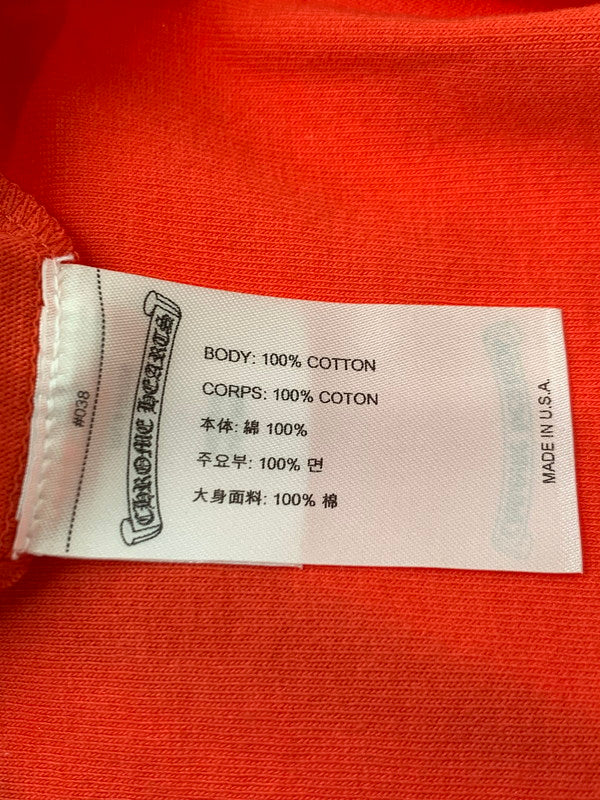 #038
CHROME HEARTS
BODY: 100% COTTON
CORPS: 100% COTON
本体: 綿 100%
주요부: 100% 면
大身面料: 100% 棉
MADE IN U.S.A.